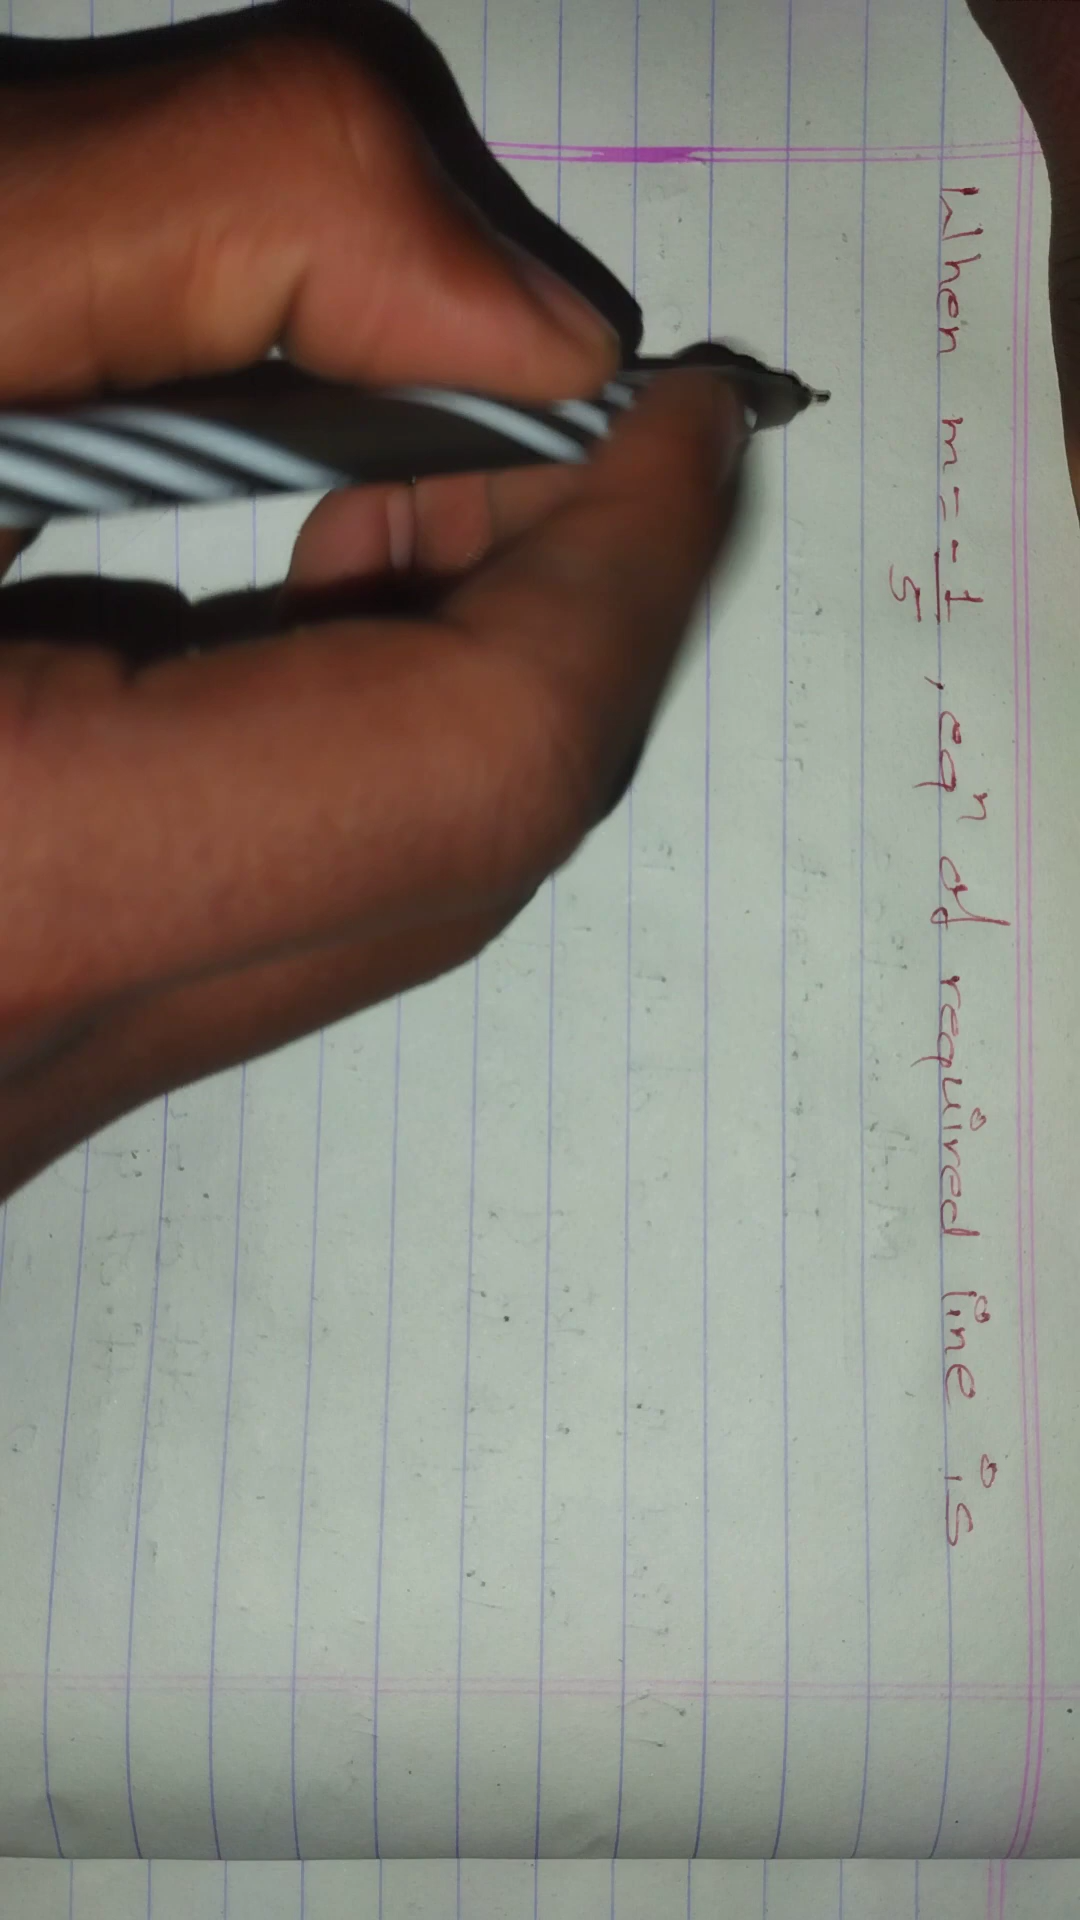 When m = -1/5, eqⁿ of required line is